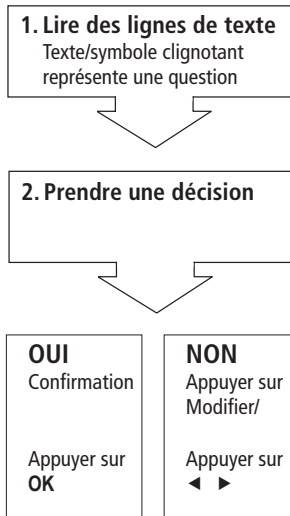 1. Lire des lignes de texte
Texte/symbole clignotant
représente une question
2. Prendre une décision
OUI
Confirmation
Appuyer sur
OK
NON
Appuyer sur
Modifier/
Appuyer sur
◄ ►